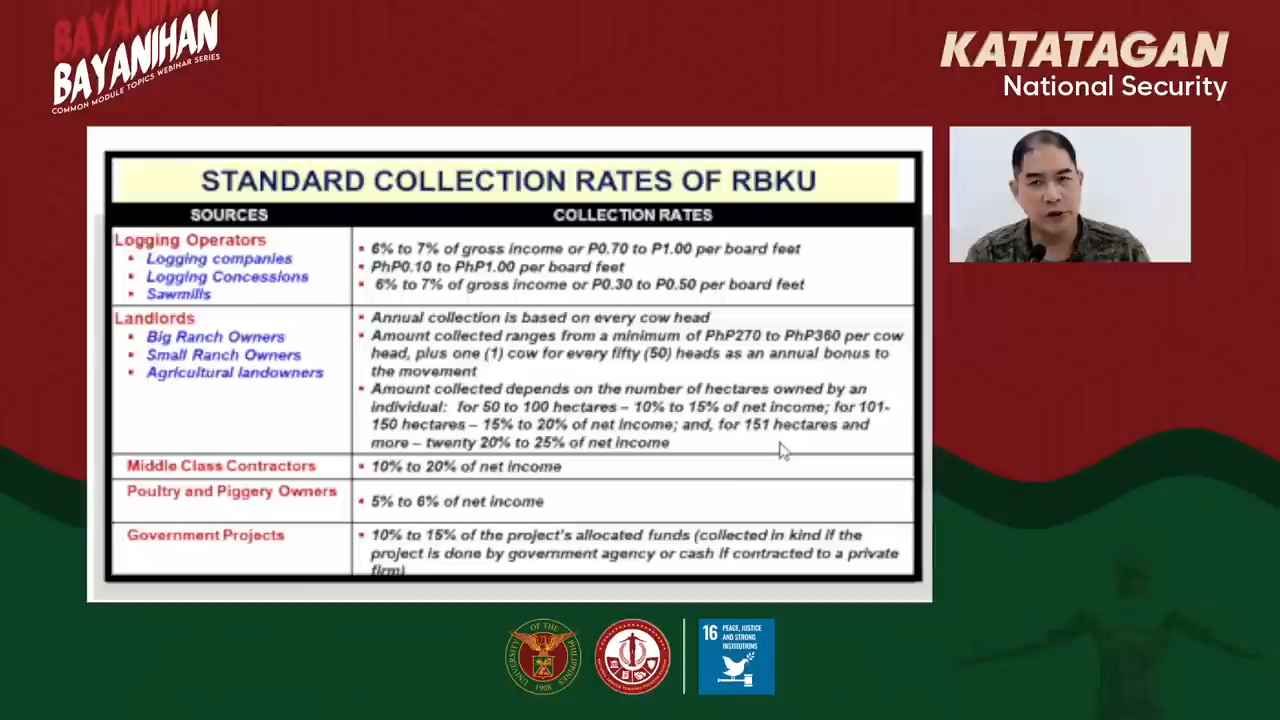 BAYANIHAN
BAYANIHAN
COMMON MODULE TOPICS WEBINAR SERIES
KATATAGAN
National Security
STANDARD COLLECTION RATES OF RBKU
SOURCES
COLLECTION RATES
Logging Operators
Logging companies
Logging Concessions
Sawmills
6% to 7% of gross income or P0.70 to P1.00 per board feet
PhP0.10 to PhP1.00 per board feet
6% to 7% of gross income or P0.30 to P0.50 per board feet
Landlords
Big Ranch Owners
Small Ranch Owners
Agricultural landowners
Annual collection is based on every cow head
Amount collected ranges from a minimum of PhP270 to PhP360 per cow
head, plus one (1) cow for every fifty (50) heads as an annual bonus to
the movement
Amount collected depends on the number of hectares owned by an
individual: for 50 to 100 hectares – 10% to 15% of net income; for 101-
150 hectares – 15% to 20% of net income; and, for 151 hectares and
more – twenty 20% to 25% of net income
Middle Class Contractors
10% to 20% of net income
Poultry and Piggery Owners
5% to 6% of net income
Government Projects
10% to 15% of the project's allocated funds (collected in kind if the
project is done by government agency or cash if contracted to a private
firm)
UNIVERSITY OF THE PHILIPPINES
1908
16 PEACE, JUSTICE
AND STRONG
INSTITUTIONS